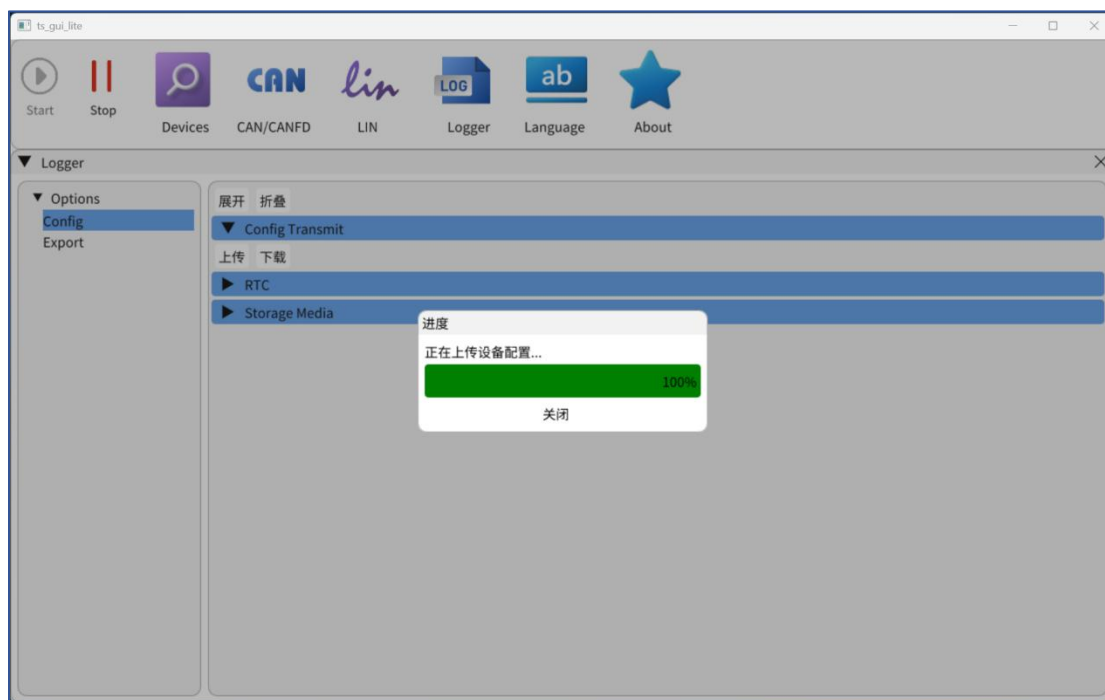 ts_gui_lite
CAN lin LOG ab
Start Stop Devices CAN/CANFD LIN Logger Language About
Logger
Options
Config
Export
展开 折叠
Config Transmit
上传 下载
RTC
Storage Media
进度
正在上传设备配置...
100%
关闭